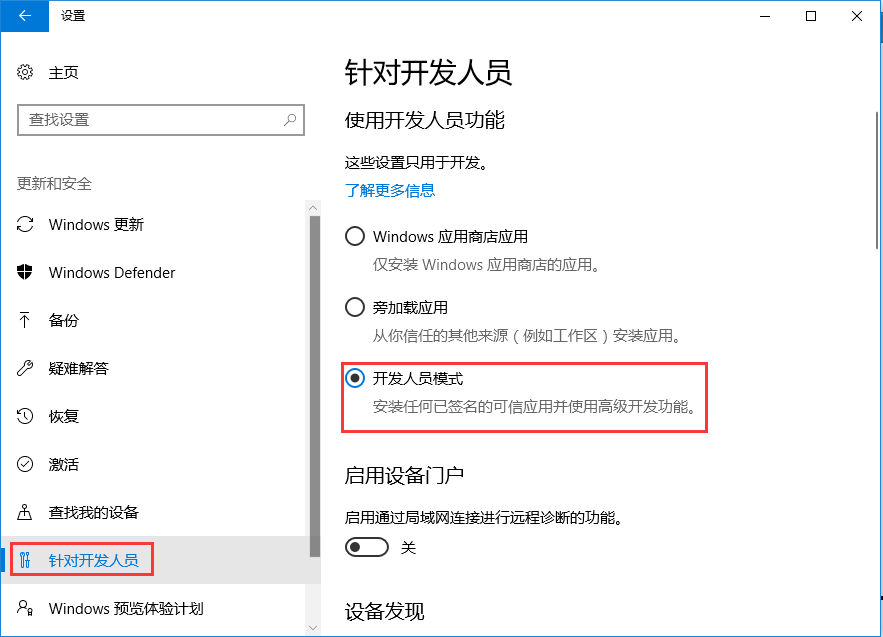 设置
主页
查找设置
更新和安全
Windows 更新
Windows Defender
备份
疑难解答
恢复
激活
查找我的设备
针对开发人员
Windows 预览体验计划
针对开发人员
使用开发人员功能
这些设置只用于开发。
了解更多信息
Windows 应用商店应用
仅安装 Windows 应用商店的应用。
旁加载应用
从你信任的其他来源（例如工作区）安装应用。
开发人员模式
安装任何已签名的可信应用并使用高级开发功能。
启用设备门户
启用通过局域网连接进行远程诊断的功能。
关
设备发现